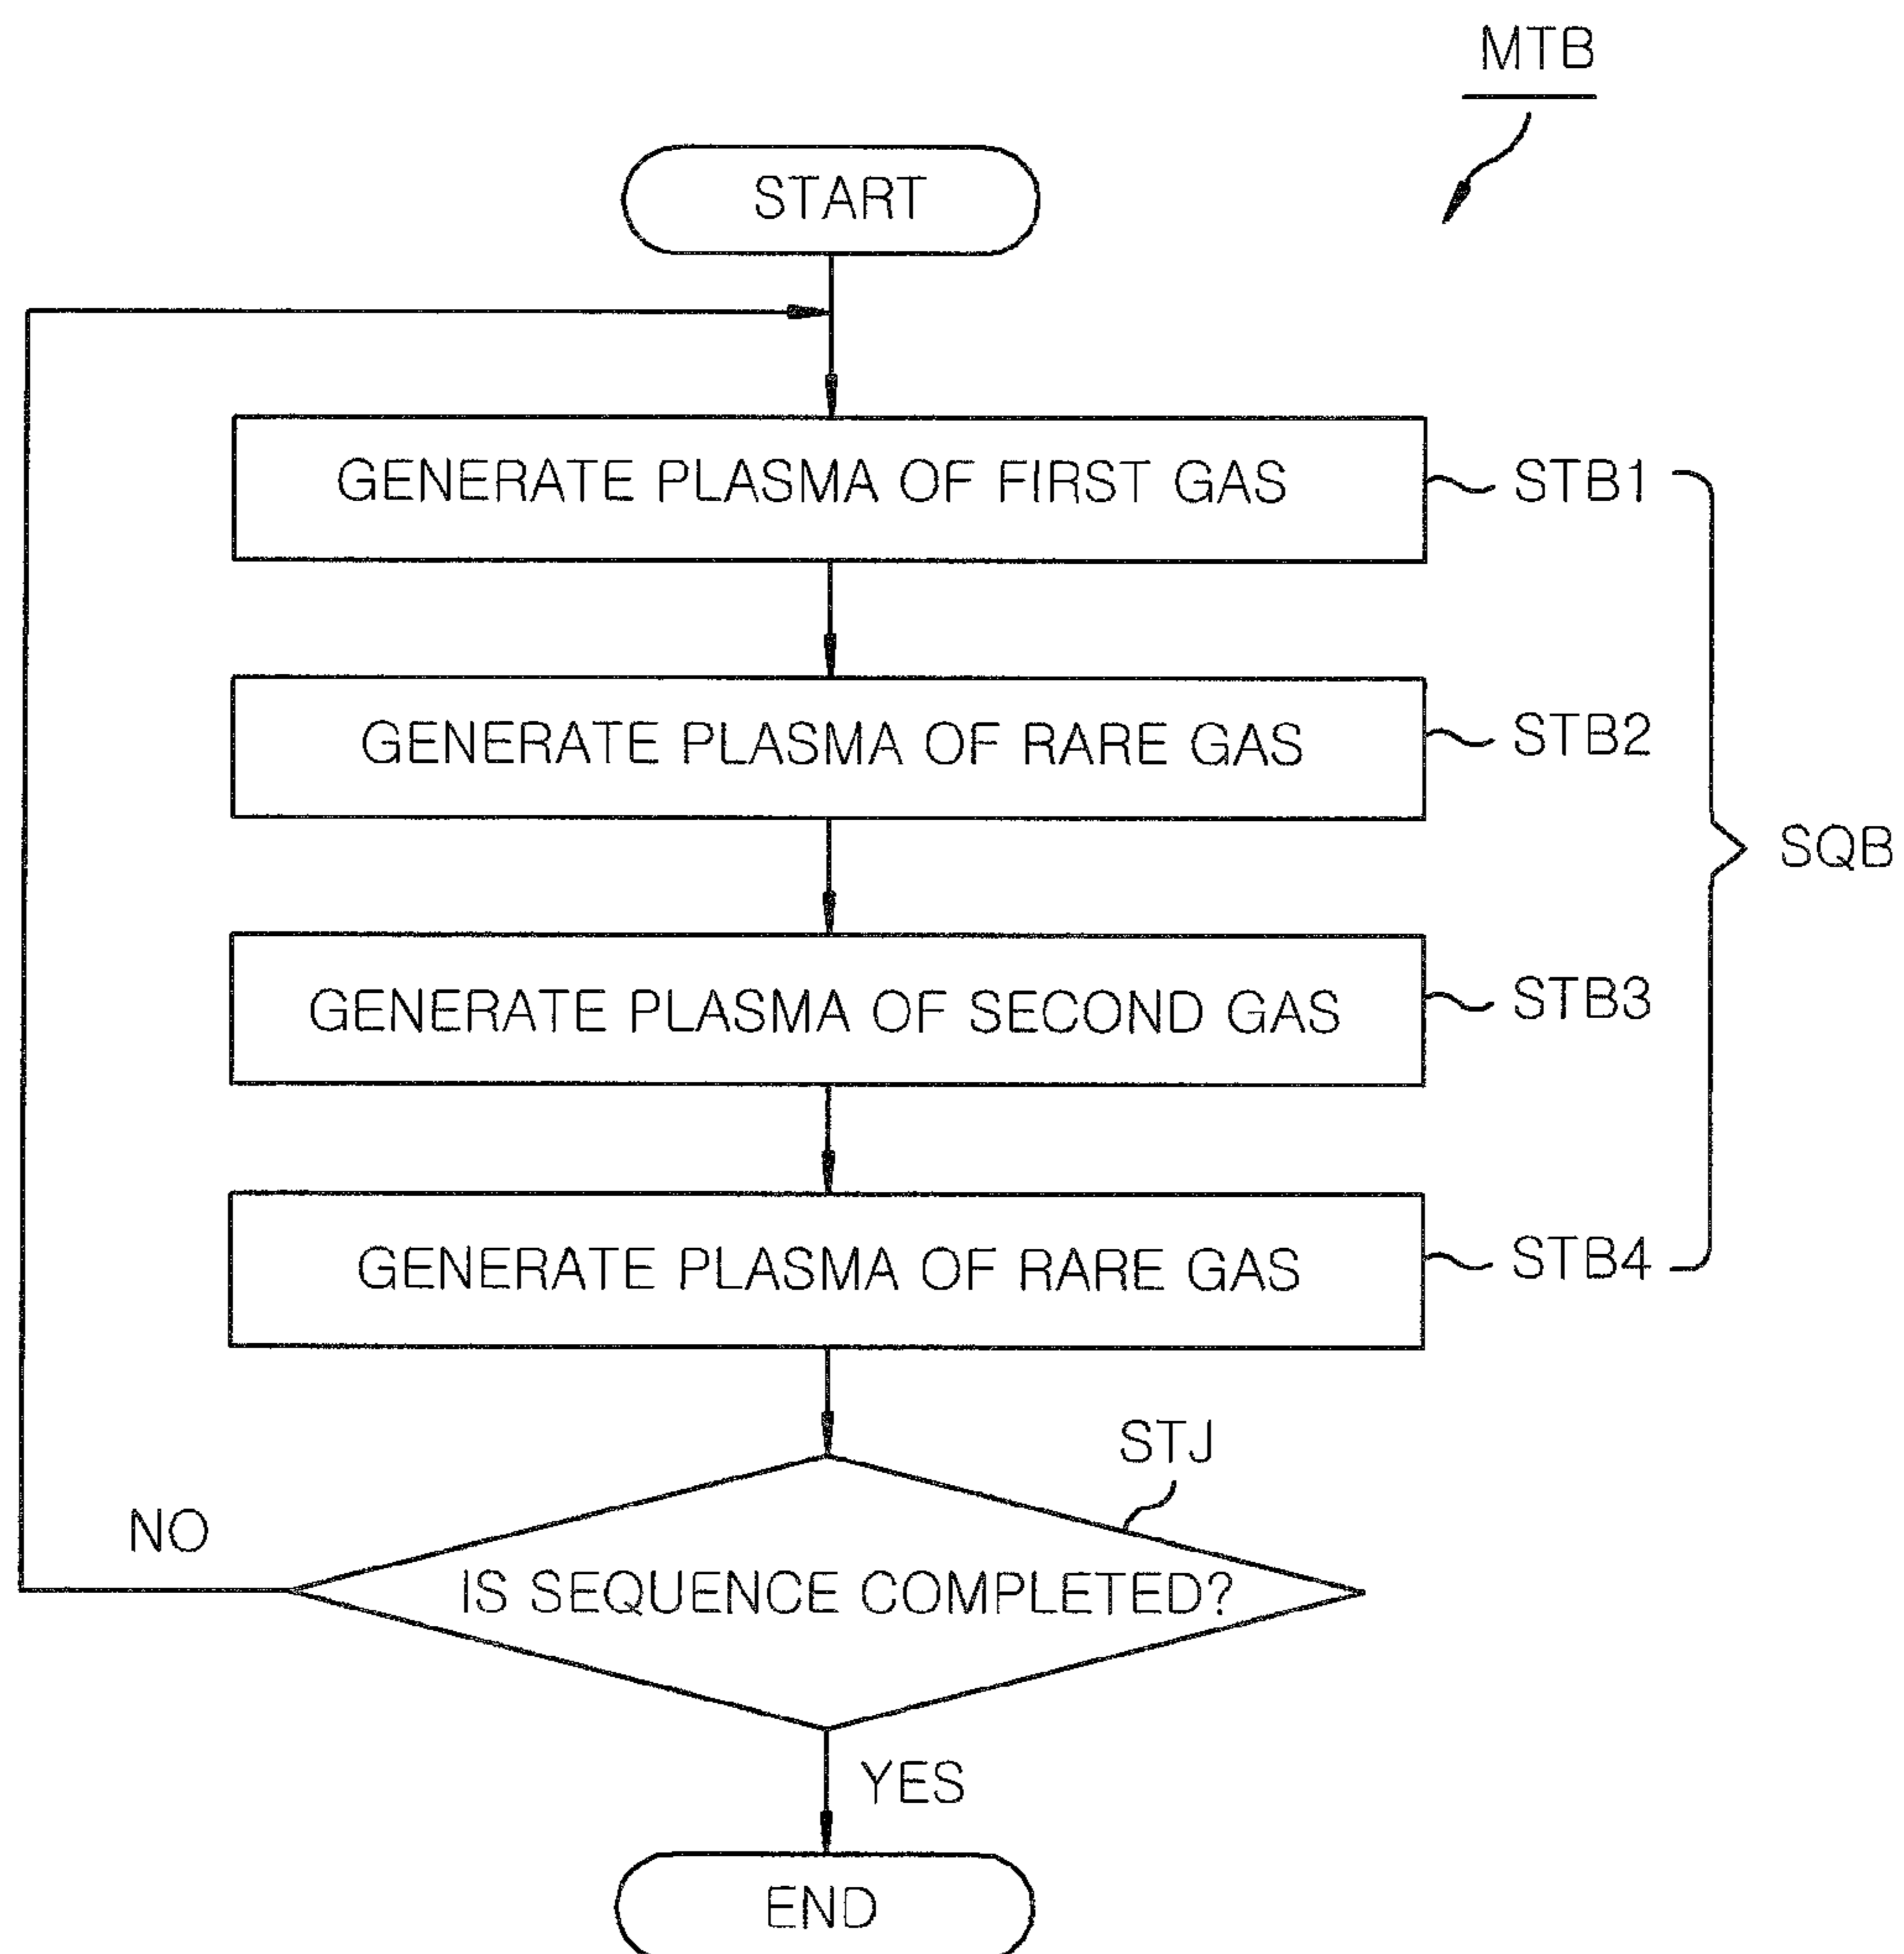 MTB
START
GENERATE PLASMA OF FIRST GAS
STB1
GENERATE PLASMA OF RARE GAS
STB2
SQB
GENERATE PLASMA OF SECOND GAS
STB3
GENERATE PLASMA OF RARE GAS
STB4
STJ
NO
IS SEQUENCE COMPLETED?
YES
END